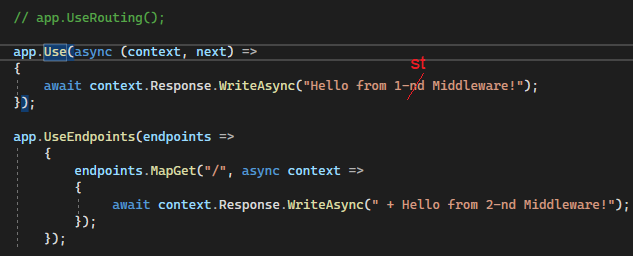 // app.UseRouting();
app.Use(async (context, next) =>
{
st
await context.Response.WriteAsync("Hello from 1-nd Middleware!");
});
app.UseEndpoints(endpoints =>
{
endpoints.MapGet("/", async context =>
{
await context.Response.WriteAsync(" + Hello from 2-nd Middleware!");
});
});